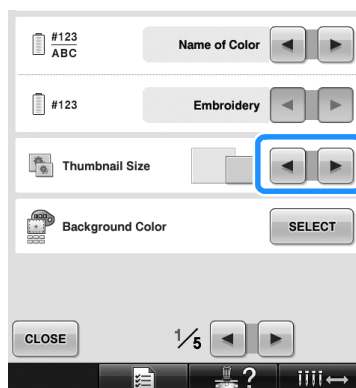 #123
ABC
Name of Color
#123
Embroidery
Thumbnail Size
Background Color
SELECT
CLOSE
1/5
?